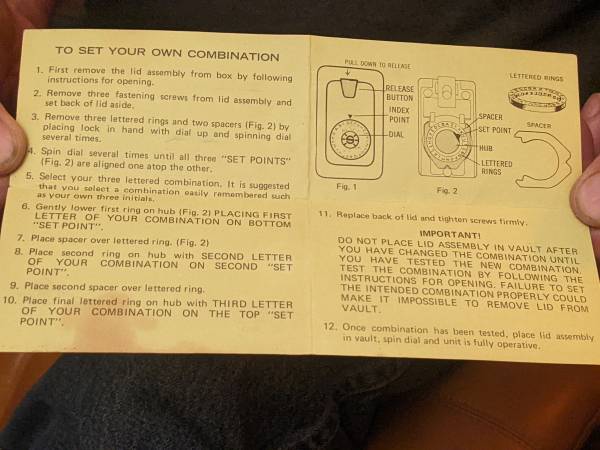 TO SET YOUR OWN COMBINATION
1. First remove the lid assembly from box by following
instructions for opening.
2. Remove three fastening screws from lid assembly and
set back of lid aside.
3. Remove three lettered rings and two spacers (Fig. 2) by
placing lock in hand with dial up and spinning dial
several times.
4. Spin dial several times until all three "SET POINTS"
(Fig. 2) are aligned one atop the other.
5. Select your three lettered combination. It is suggested
that you select a combination easily remembered such
as your own three initials.
6. Gently lower first ring on hub (Fig. 2) PLACING FIRST
LETTER OF YOUR COMBINATION ON BOTTOM
"SET POINT".
7. Place spacer over lettered ring. (Fig. 2)
8. Place second ring on hub with SECOND LETTER
OF YOUR COMBINATION ON SECOND "SET
POINT".
9. Place second spacer over lettered ring.
10. Place final lettered ring on hub with THIRD LETTER
OF YOUR COMBINATION ON THE TOP "SET
POINT".
PULL DOWN TO RELEASE
RELEASE
BUTTON
INDEX
POINT
DIAL
Fig. 1
SPACER
SET POINT
HUB
LETTERED
RINGS
Fig. 2
LETTERED RINGS
SPACER
11. Replace back of lid and tighten screws firmly.
IMPORTANT!
DO NOT PLACE LID ASSEMBLY IN VAULT AFTER
YOU HAVE CHANGED THE COMBINATION UNTIL
YOU HAVE TESTED THE NEW COMBINATION.
TEST THE COMBINATION BY FOLLOWING THE
INSTRUCTIONS FOR OPENING. FAILURE TO SET
THE INTENDED COMBINATION PROPERLY COULD
MAKE IT IMPOSSIBLE TO REMOVE LID FROM
VAULT.
12. Once combination has been tested, place lid assembly
in vault, spin dial and unit is fully operative.